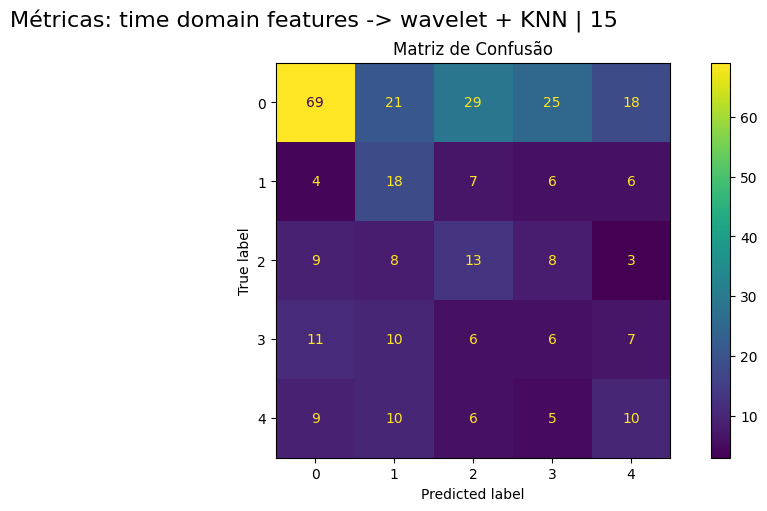 Métricas: time domain features -> wavelet + KNN | 15
Matriz de Confusão
0 69 21 29 25 18
1 4 18 7 6 6
2 9 8 13 8 3
3 11 10 6 6 7
4 9 10 6 5 10
0 1 2 3 4
True label
Predicted label
60
50
40
30
20
10